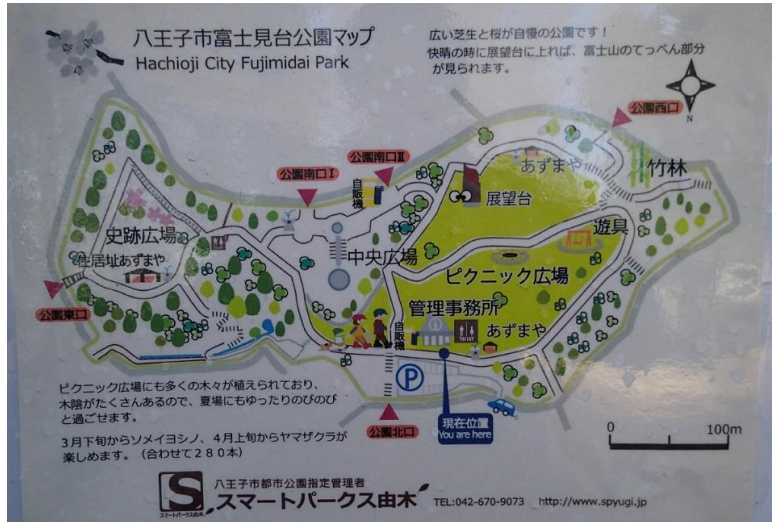 八王子市富士見台公園マップ
Hachioji City Fujimidai Park
広い芝生と桜が自慢の公園です！
快晴の時に展望台に上れば、富士山のてっぺん部分
が見られます。
N
公園西口
公園南口Ⅱ
公園南口Ⅰ
自販機
あずまや
竹林
展望台
遊具
史跡広場
住居址あずまや
中央広場
ピクニック広場
公園東口
管理事務所
自販機
TOILET
あずまや
P
公園北口
現在位置
You are here
0 100m
ピクニック広場にも多くの木々が植えられており、
木陰がたくさんあるので、夏場にもゆったりのびのび
と過ごせます。
3月下旬からソメイヨシノ、4月上旬からヤマザクラが
楽しめます。（合わせて280本）
S
スマートパークス由木
八王子市都市公園指定管理者
スマートパークス由木
TEL:042-670-9073 http://www.spyugi.jp